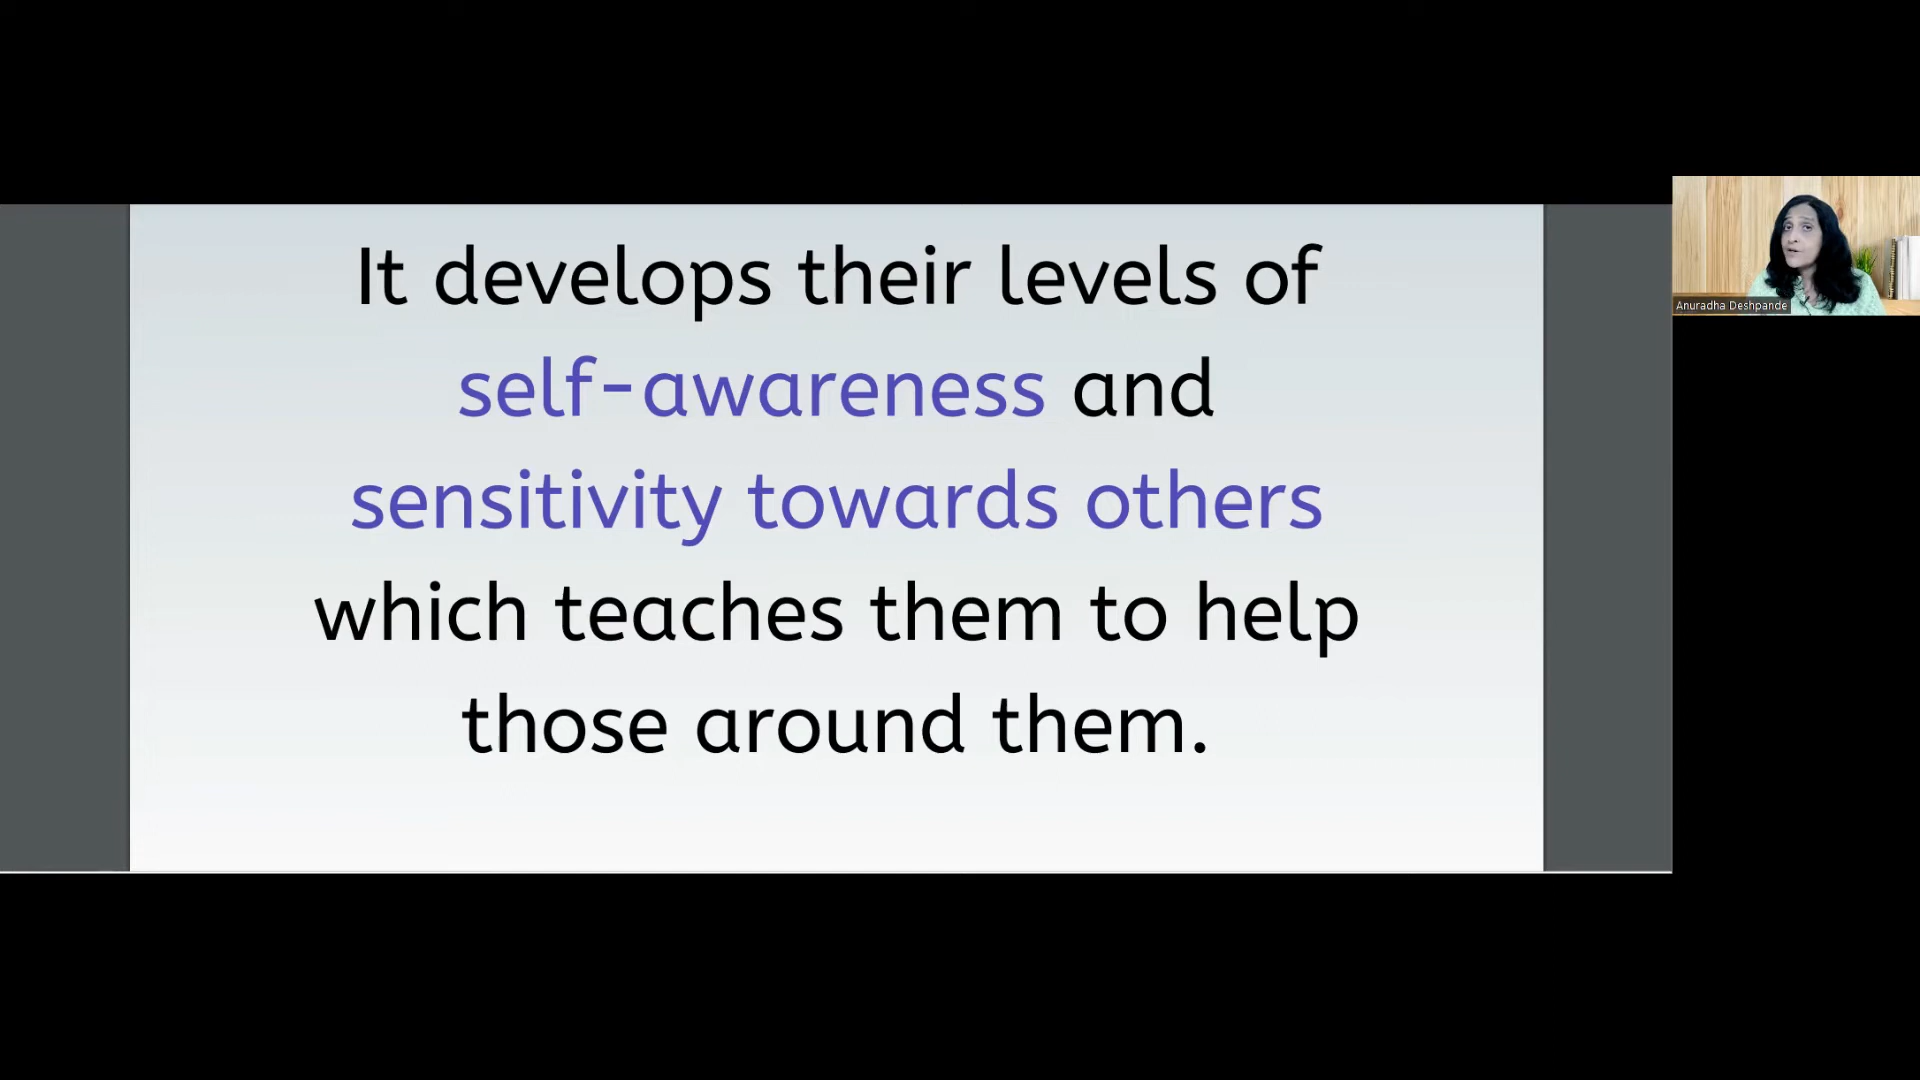 It develops their levels of
self-awareness and
sensitivity towards others
which teaches them to help
those around them.
Anuradha Deshpande